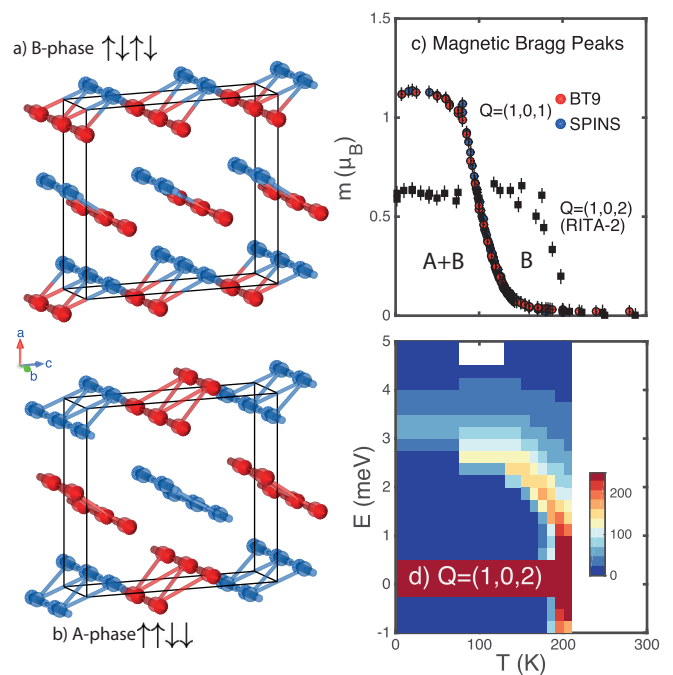 a) B-phase ↑↓↑↓
a
c
b
b) A-phase ↑↑↓↓
c) Magnetic Bragg Peaks
1.5
1
0.5
0
m (μB)
Q=(1,0,1)
BT9
SPINS
Q=(1,0,2)
(RITA-2)
A+B
B
5
4
3
2
1
0
-1
E (meV)
200
100
0
d) Q=(1,0,2)
0
100
200
300
T (K)